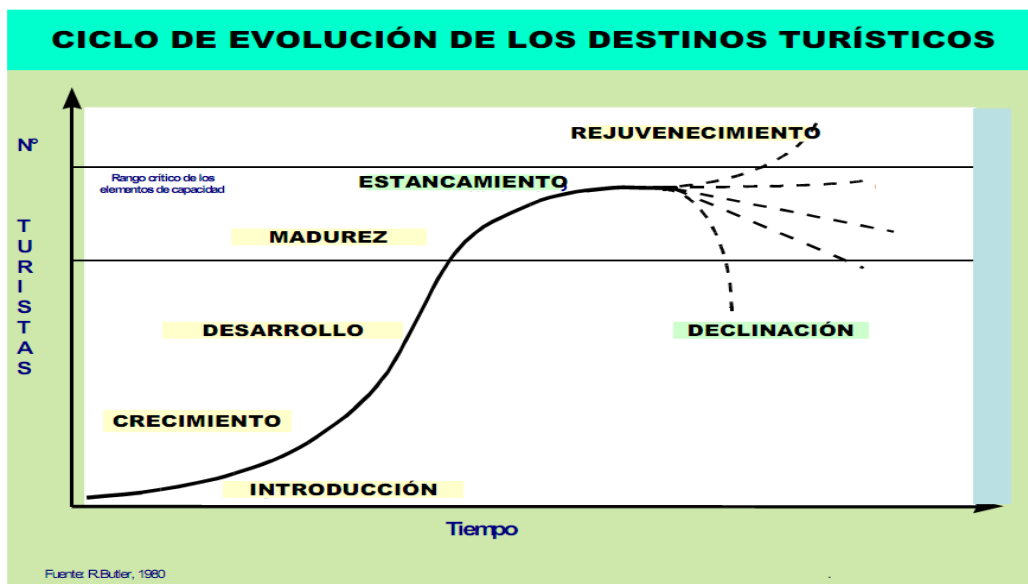 CICLO DE EVOLUCIÓN DE LOS DESTINOS TURÍSTICOS
Nº
TURISTAS
REJUVENECIMIENTO
Rango crítico de los
elementos de capacidad
ESTANCAMIENTO
MADUREZ
DESARROLLO
DECLINACIÓN
CRECIMIENTO
INTRODUCCIÓN
Tiempo
Fuente: R.Butler, 1980